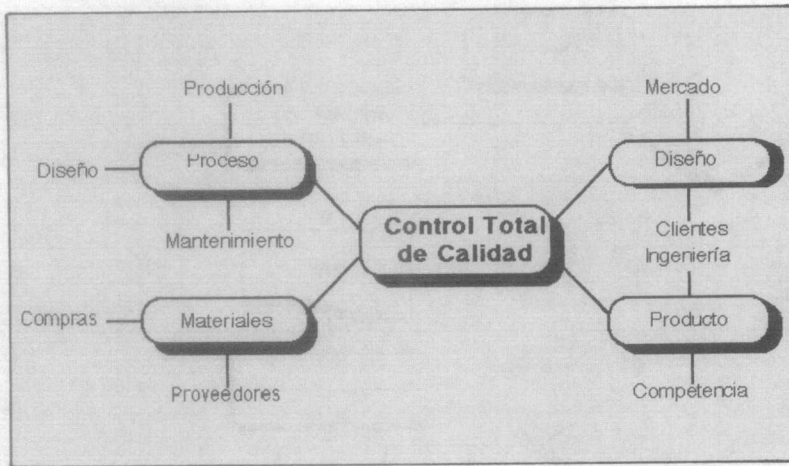 Producción
Mercado
Diseño
Proceso
Diseño
Mantenimiento
Control Total
de Calidad
Clientes
Ingeniería
Compras
Materiales
Producto
Proveedores
Competencia